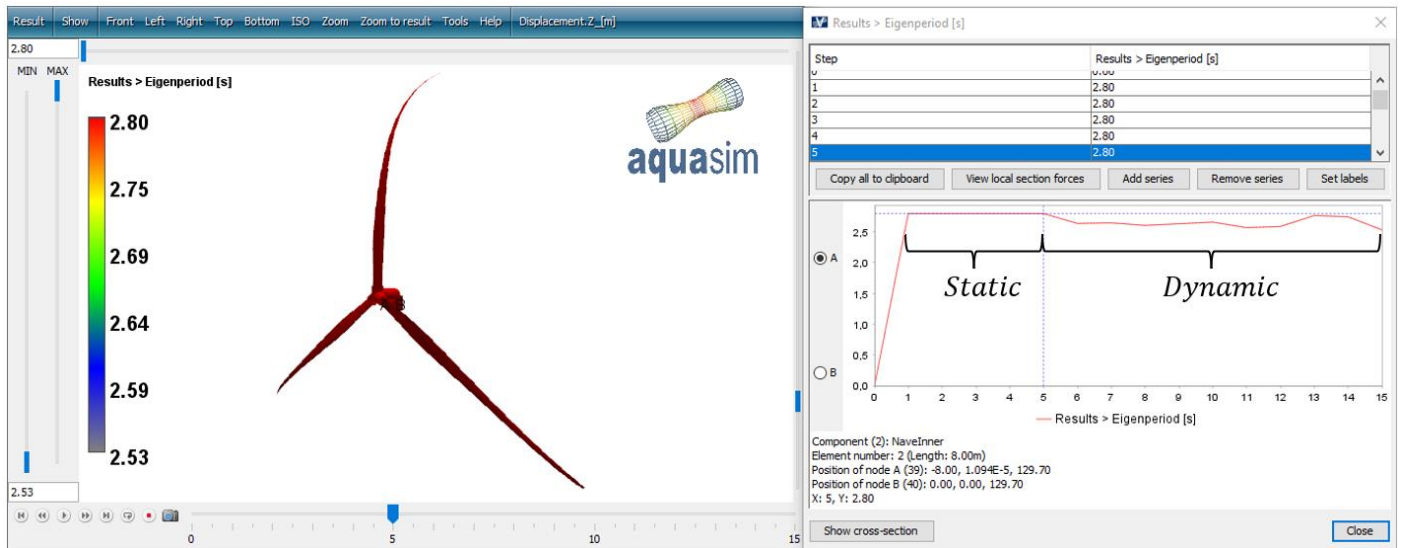 Result Show Front Left Right Top Bottom ISO Zoom Zoom to result Tools Help Displacement.Z_[m]
2.80
MIN MAX
Results > Eigenperiod [s]
2.80
2.75
2.69
2.64
2.59
2.53
aquasim
2.53
0 5 10 15
Results > Eigenperiod [s]
Step Results > Eigenperiod [s]
0 0.00
1 2.80
2 2.80
3 2.80
4 2.80
5 2.80
Copy all to clipboard View local section forces Add series Remove series Set labels
A
B
2,5
2,0
1,5
1,0
0,5
0,0
Static Dynamic
0 1 2 3 4 5 6 7 8 9 10 11 12 13 14 15
Results > Eigenperiod [s]
Component (2): NaveInner
Element number: 2 (Length: 8.00m)
Position of node A (39): -8.00, 1.094E-5, 129.70
Position of node B (40): 0.00, 0.00, 129.70
X: 5, Y: 2.80
Show cross-section Close